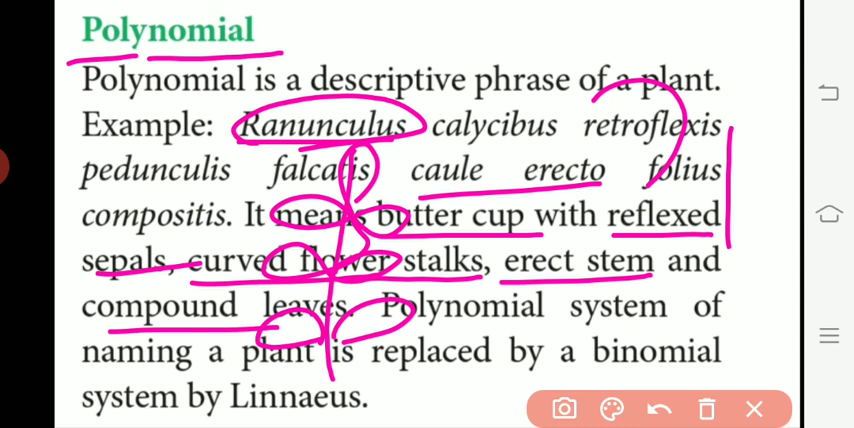 Polynomial
Polynomial is a descriptive phrase of a plant.
Example: Ranunculus calycibus retroflexis
pedunculis falcatis caule erecto folius
compositis. It means butter cup with reflexed
sepals, curved flower stalks, erect stem and
compound leaves. Polynomial system of
naming a plant is replaced by a binomial
system by Linnaeus.